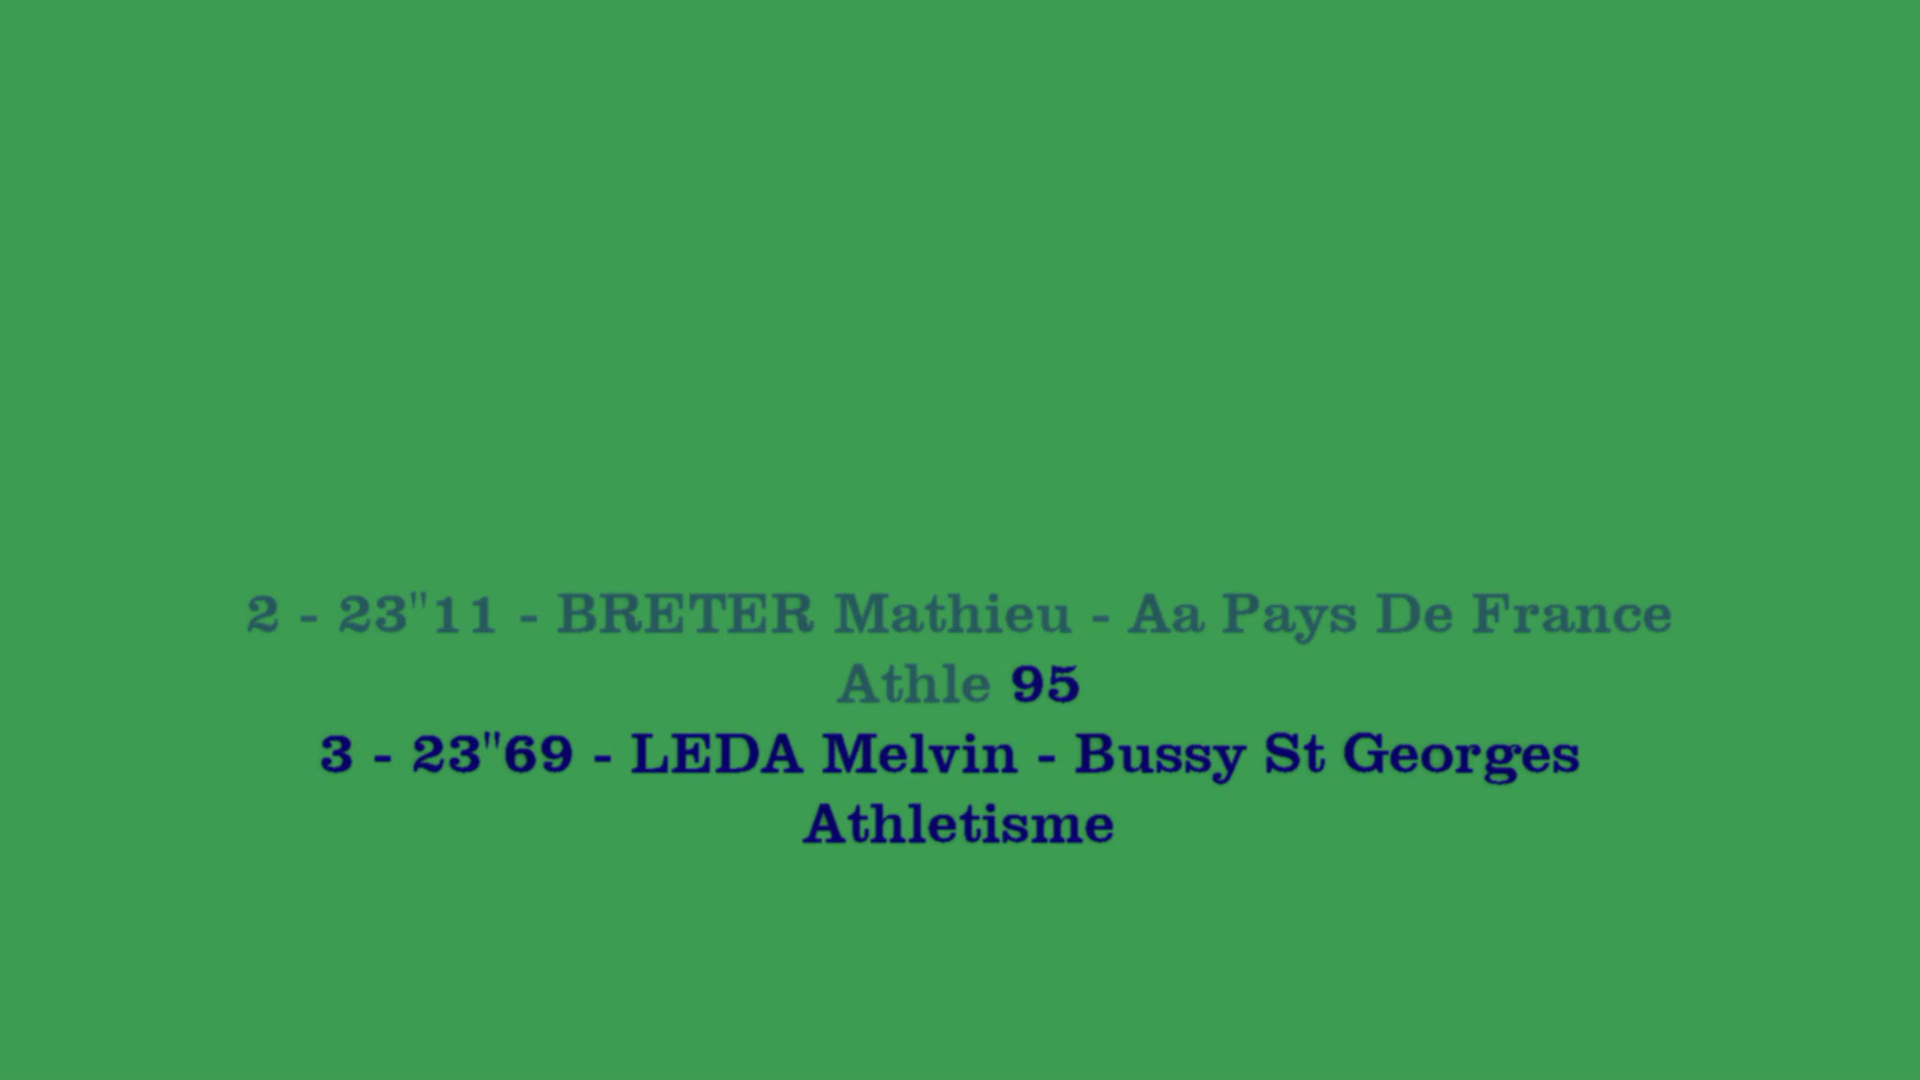 2 - 23"11 - BRETER Mathieu - Aa Pays De France
Athle 95
3 - 23"69 - LEDA Melvin - Bussy St Georges
Athletisme